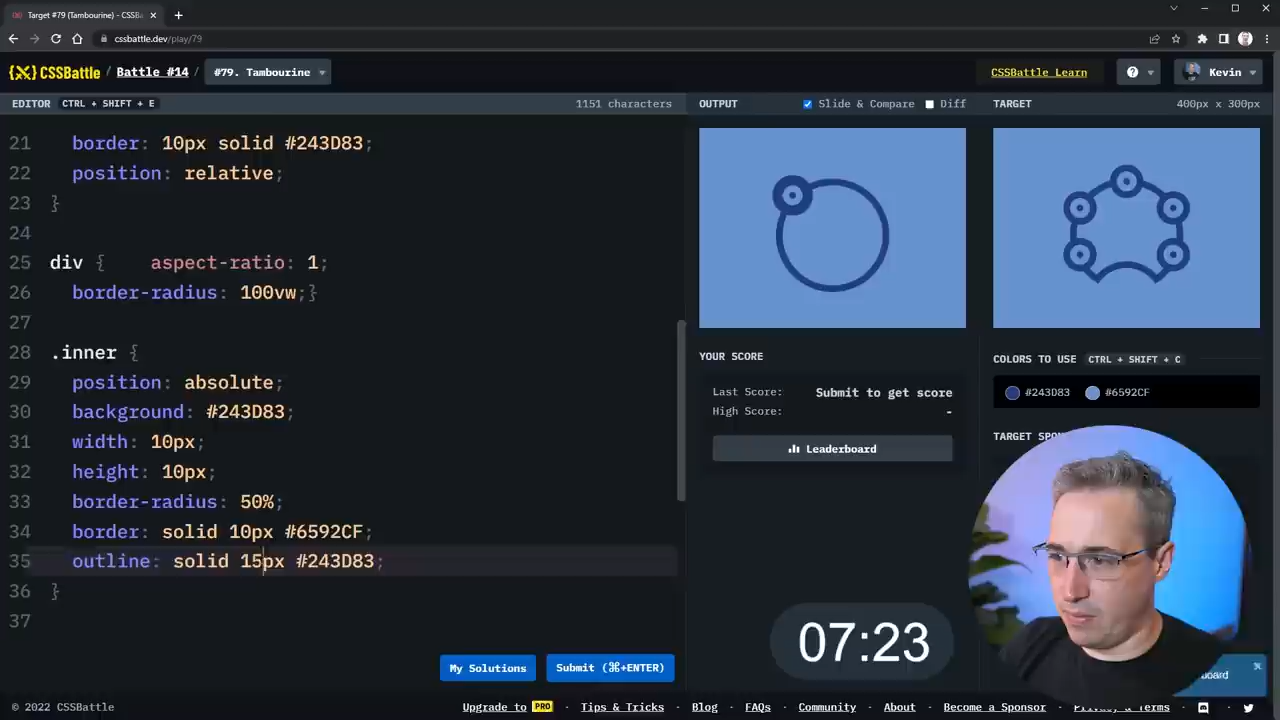 Target #79 (Tambourine) - CSSB
cssbattle.dev/play/79
{X} CSSBattle / Battle #14 / #79. Tambourine
CSSBattle Learn
?
Kevin
EDITOR CTRL + SHIFT + E 1151 characters
OUTPUT Slide & Compare Diff
TARGET 400px x 300px
21 border: 10px solid #243D83;
22 position: relative;
23 }
24
25 div { aspect-ratio: 1;
26 border-radius: 100vw;}
27
28 .inner {
29 position: absolute;
30 background: #243D83;
31 width: 10px;
32 height: 10px;
33 border-radius: 50%;
34 border: solid 10px #6592CF;
35 outline: solid 15px #243D83;
36 }
37
YOUR SCORE
Last Score: Submit to get score
High Score: -
Leaderboard
COLORS TO USE CTRL + SHIFT + C
#243D83 #6592CF
TARGET
07:23
My Solutions
Submit (⌘+ENTER)
board
© 2022 CSSBattle
Upgrade to PRO · Tips & Tricks · Blog · FAQs · Community · About · Become a Sponsor · Privacy & Terms